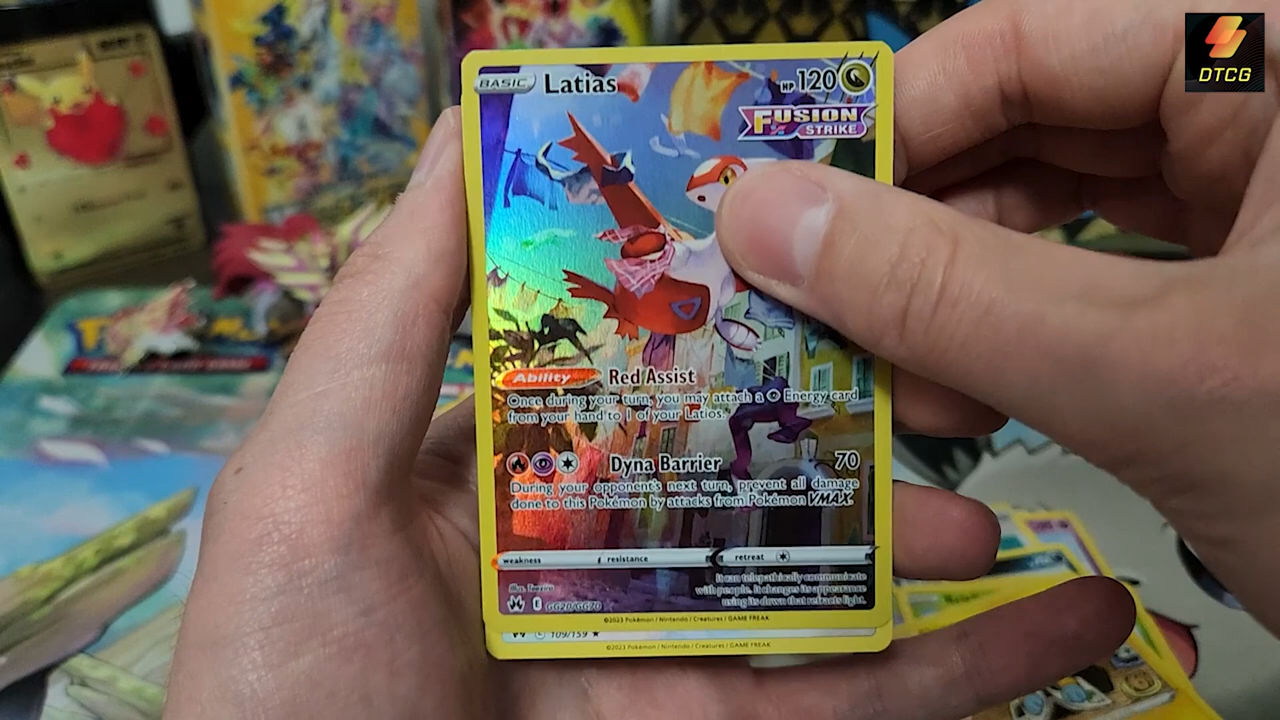 DTCG
BASIC Latias HP 120
FUSION
STRIKE
Ability Red Assist
Once during your turn, you may attach a Energy card
from your hand to 1 of your Latios.
Dyna Barrier 70
During your opponent's next turn, prevent all damage
done to this Pokémon by attacks from Pokémon VMAX.
weakness resistance retreat
It can telepathically communicate
with people. It changes its appearance
using its down that refracts light.
Illus.
GG20/GG70
©2023 Pokémon / Nintendo / Creatures / GAME FREAK
109/159 ★
©2023 Pokémon / Nintendo / Creatures / GAME FREAK